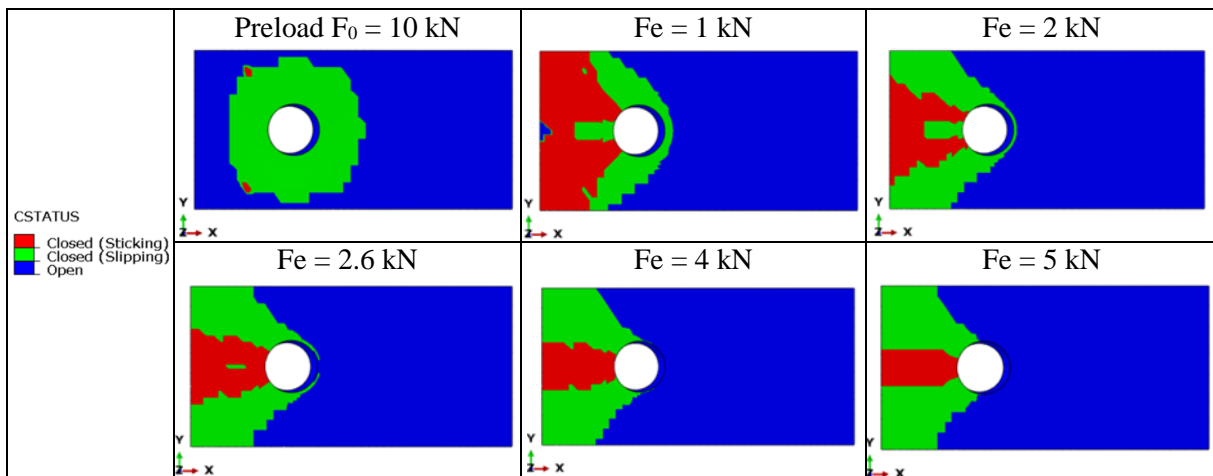 Preload F₀ = 10 kN
Fe = 1 kN
Fe = 2 kN
Y
Z X
Y
Z X
Y
Z X
CSTATUS
Closed (Sticking)
Closed (Slipping)
Open
Fe = 2.6 kN
Fe = 4 kN
Fe = 5 kN
Y
Z X
Y
Z X
Y
Z X